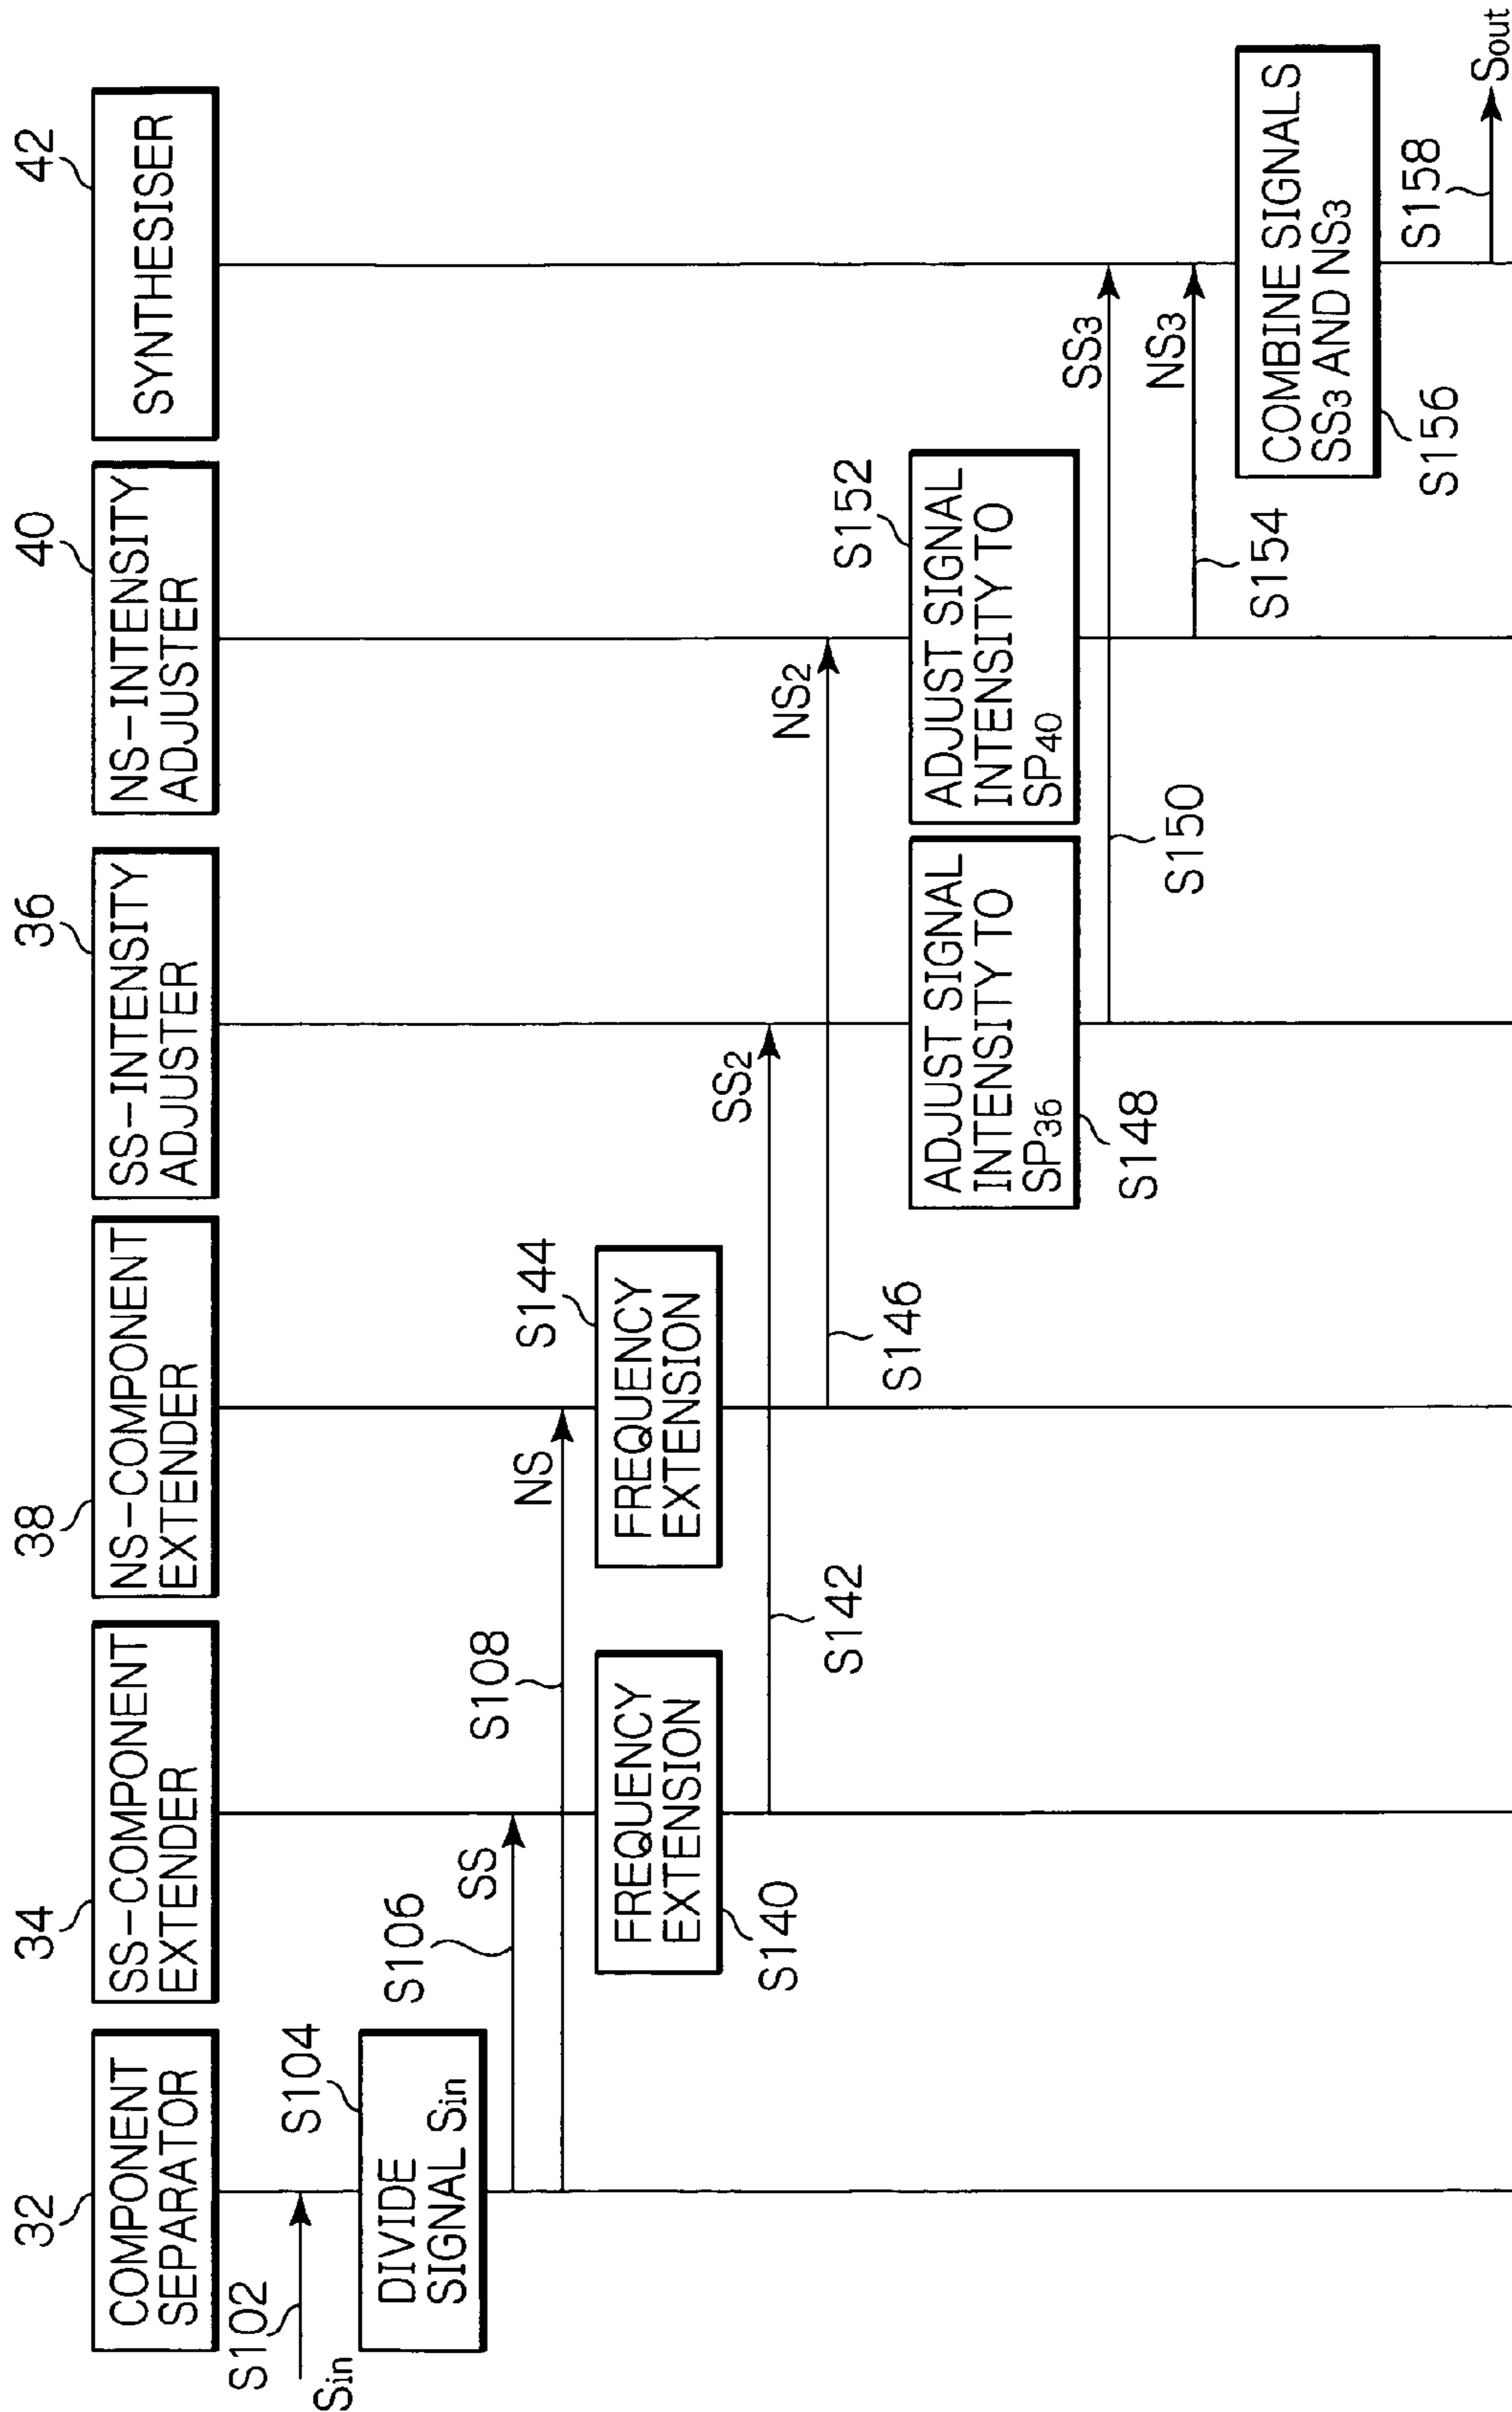 32
COMPONENT
SEPARATOR
34
SS-COMPONENT
EXTENDER
38
NS-COMPONENT
EXTENDER
36
SS-INTENSITY
ADJUSTER
40
NS-INTENSITY
ADJUSTER
42
SYNTHESISER
S102
Sin
S104
DIVIDE
SIGNAL Sin
S106
SS
S108
NS
S140
FREQUENCY
EXTENSION
S144
FREQUENCY
EXTENSION
SS2
S142
NS2
S146
ADJUST SIGNAL
INTENSITY TO
SP36
S148
S152
ADJUST SIGNAL
INTENSITY TO
SP40
SS3
S150
NS3
S154
COMBINE SIGNALS
SS3 AND NS3
S156
S158
Sout